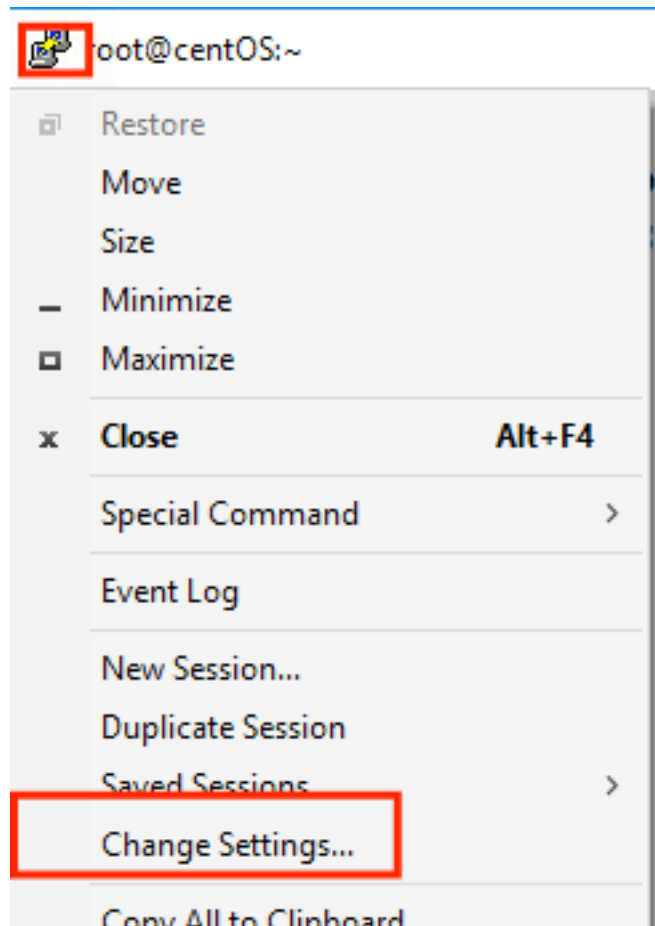 root@centOS:~
Restore
Move
Size
Minimize
Maximize
Close Alt+F4
Special Command
Event Log
New Session...
Duplicate Session
Saved Sessions
Change Settings...
Copy All to Clipboard